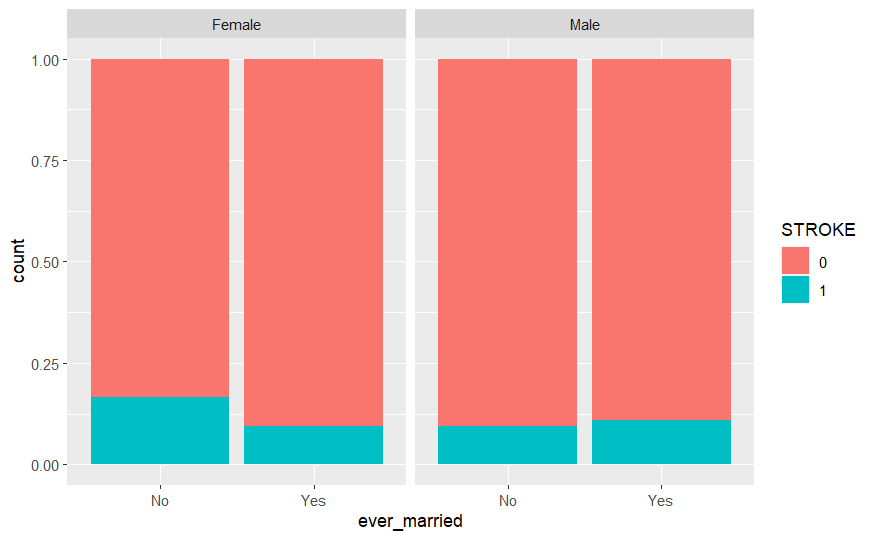 Female
Male
1.00
0.75
0.50
0.25
0.00
count
No
Yes
No
Yes
ever_married
STROKE
0
1